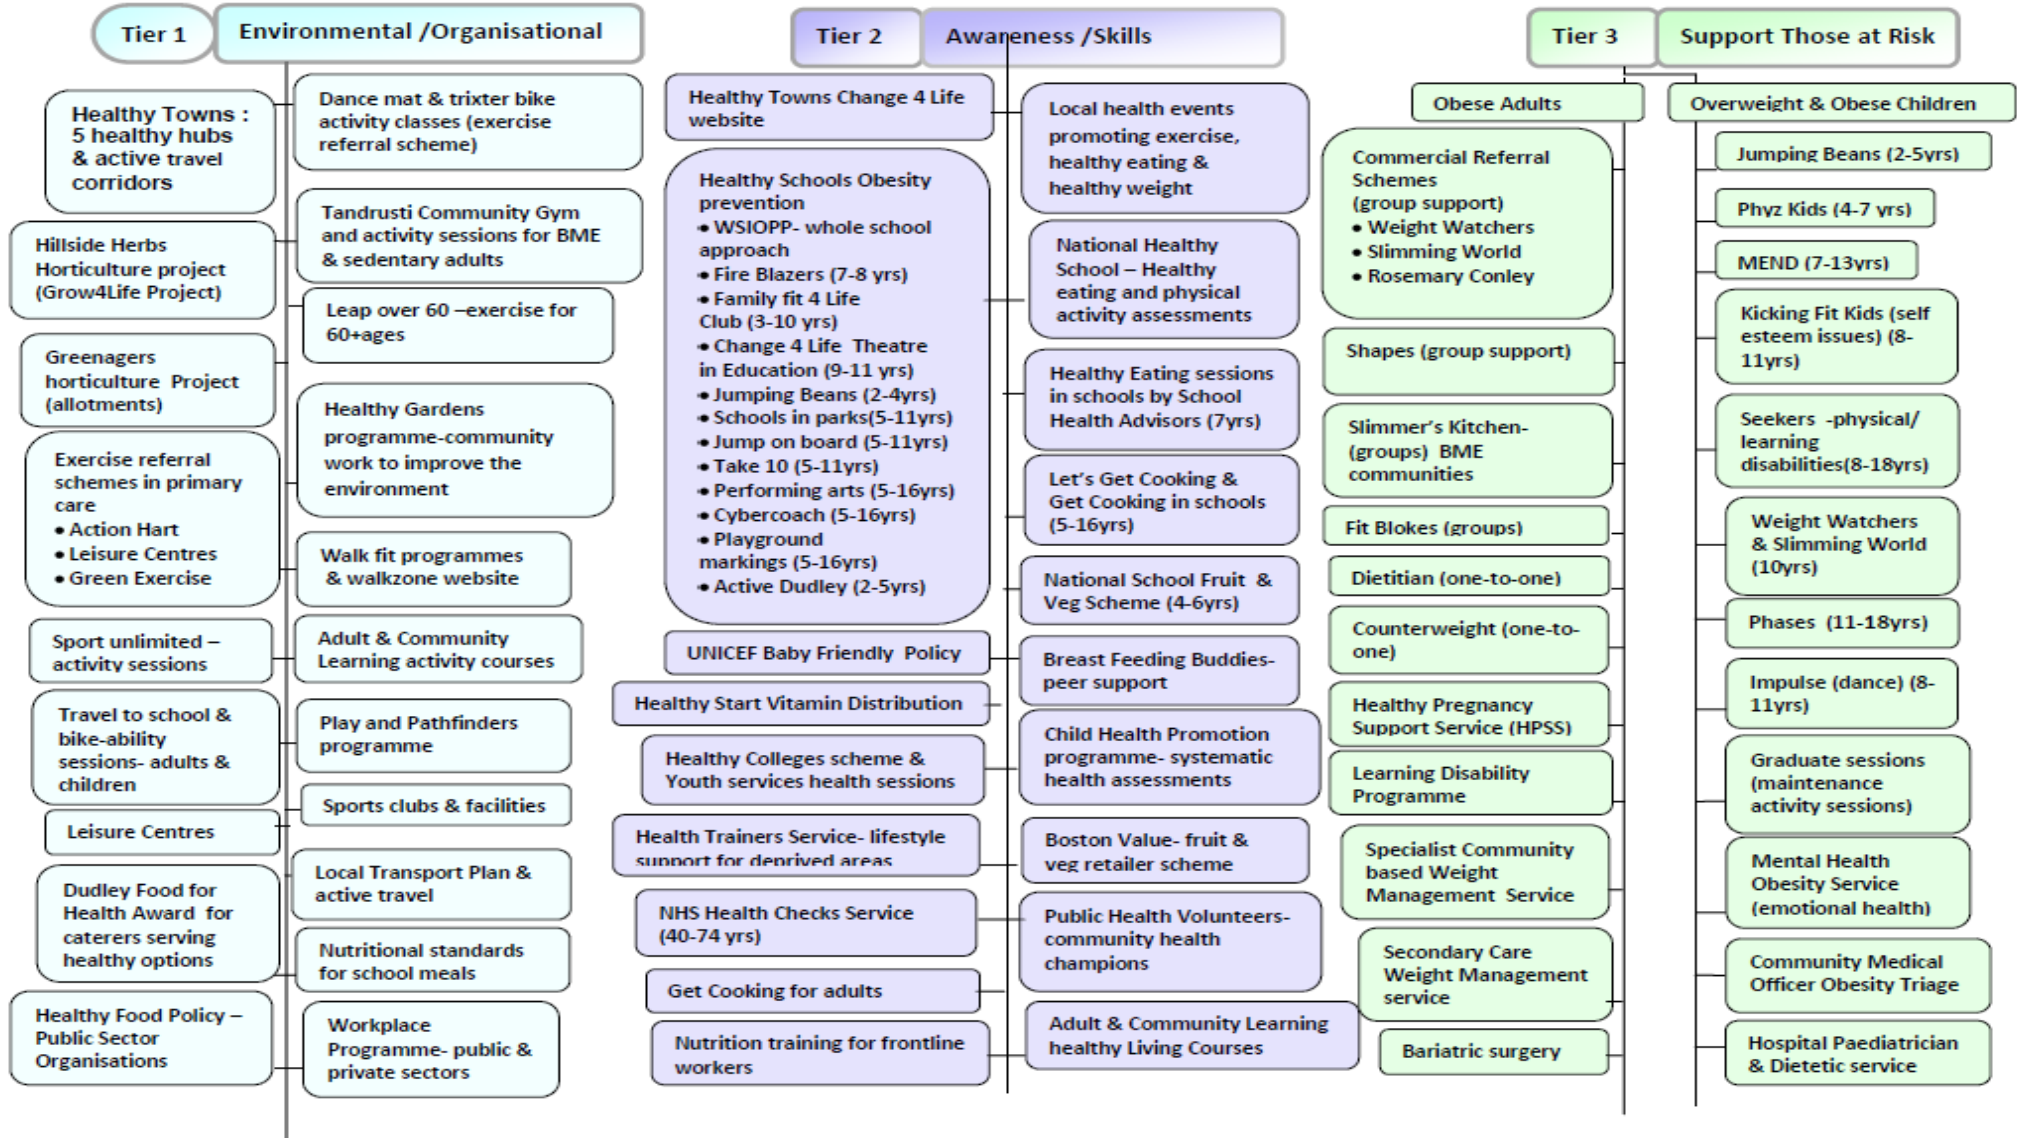 Tier 1
Environmental /Organisational
Healthy Towns :
5 healthy hubs
& active travel
corridors
Hillside Herbs
Horticulture project
(Grow4Life Project)
Greenagers
horticulture Project
(allotments)
Exercise referral
schemes in primary
care
• Action Hart
• Leisure Centres
• Green Exercise
Sport unlimited –
activity sessions
Travel to school &
bike-ability
sessions- adults &
children
Leisure Centres
Dudley Food for
Health Award for
caterers serving
healthy options
Healthy Food Policy –
Public Sector
Organisations
Dance mat & trixter bike
activity classes (exercise
referral scheme)
Tandrusti Community Gym
and activity sessions for BME
& sedentary adults
Leap over 60 –exercise for
60+ages
Healthy Gardens
programme-community
work to improve the
environment
Walk fit programmes
& walkzone website
Adult & Community
Learning activity courses
Play and Pathfinders
programme
Sports clubs & facilities
Local Transport Plan &
active travel
Nutritional standards
for school meals
Workplace
Programme- public &
private sectors
Tier 2
Awareness /Skills
Healthy Towns Change 4 Life
website
Healthy Schools Obesity
prevention
• WSIOPP- whole school
approach
• Fire Blazers (7-8 yrs)
• Family fit 4 Life
Club (3-10 yrs)
• Change 4 Life Theatre
in Education (9-11 yrs)
• Jumping Beans (2-4yrs)
• Schools in parks(5-11yrs)
• Jump on board (5-11yrs)
• Take 10 (5-11yrs)
• Performing arts (5-16yrs)
• Cybercoach (5-16yrs)
• Playground
markings (5-16yrs)
• Active Dudley (2-5yrs)
UNICEF Baby Friendly Policy
Healthy Start Vitamin Distribution
Healthy Colleges scheme &
Youth services health sessions
Health Trainers Service- lifestyle
support for deprived areas
NHS Health Checks Service
(40-74 yrs)
Get Cooking for adults
Nutrition training for frontline
workers
Local health events
promoting exercise,
healthy eating &
healthy weight
National Healthy
School – Healthy
eating and physical
activity assessments
Healthy Eating sessions
in schools by School
Health Advisors (7yrs)
Let's Get Cooking &
Get Cooking in schools
(5-16yrs)
National School Fruit &
Veg Scheme (4-6yrs)
Breast Feeding Buddies-
peer support
Child Health Promotion
programme- systematic
health assessments
Boston Value- fruit &
veg retailer scheme
Public Health Volunteers-
community health
champions
Adult & Community Learning
healthy Living Courses
Tier 3
Support Those at Risk
Obese Adults
Commercial Referral
Schemes
(group support)
• Weight Watchers
• Slimming World
• Rosemary Conley
Shapes (group support)
Slimmer's Kitchen-
(groups) BME
communities
Fit Blokes (groups)
Dietitian (one-to-one)
Counterweight (one-to-
one)
Healthy Pregnancy
Support Service (HPSS)
Learning Disability
Programme
Specialist Community
based Weight
Management Service
Secondary Care
Weight Management
service
Bariatric surgery
Overweight & Obese Children
Jumping Beans (2-5yrs)
Phyz Kids (4-7 yrs)
MEND (7-13yrs)
Kicking Fit Kids (self
esteem issues) (8-
11yrs)
Seekers -physical/
learning
disabilities(8-18yrs)
Weight Watchers
& Slimming World
(10yrs)
Phases (11-18yrs)
Impulse (dance) (8-
11yrs)
Graduate sessions
(maintenance
activity sessions)
Mental Health
Obesity Service
(emotional health)
Community Medical
Officer Obesity Triage
Hospital Paediatrician
& Dietetic service